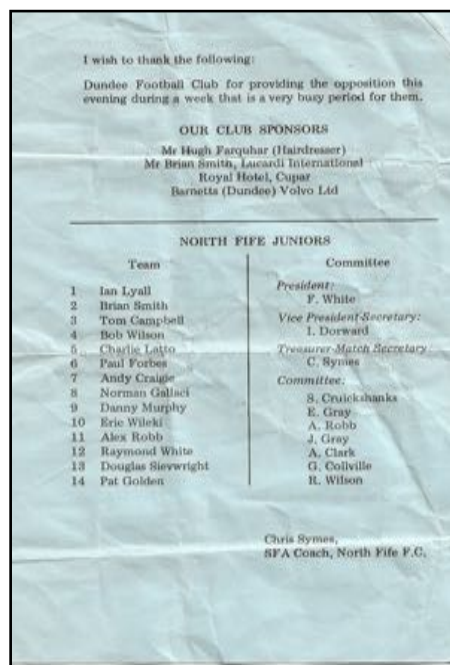 I wish to thank the following:
Dundee Football Club for providing the opposition this
evening during a week that is a very busy period for them.
OUR CLUB SPONSORS
Mr Hugh Farquhar (Hairdresser)
Mr Brian Smith, Lucardi International
Royal Hotel, Cupar
Barnetts (Dundee) Volvo Ltd
NORTH FIFE JUNIORS
Team
1 Ian Lyall
2 Brian Smith
3 Tom Campbell
4 Bob Wilson
5 Charlie Latto
6 Paul Forbes
7 Andy Craigie
8 Norman Gallaci
9 Danny Murphy
10 Eric Wileki
11 Alex Robb
12 Raymond White
13 Douglas Sievwright
14 Pat Golden
Committee
President:
F. White
Vice President-Secretary:
I. Dorward
Treasurer-Match Secretary:
C. Symes
Committee:
S. Cruickshanks
E. Gray
A. Robb
J. Gray
A. Clark
G. Collville
R. Wilson
Chris Symes,
SFA Coach, North Fife F.C.